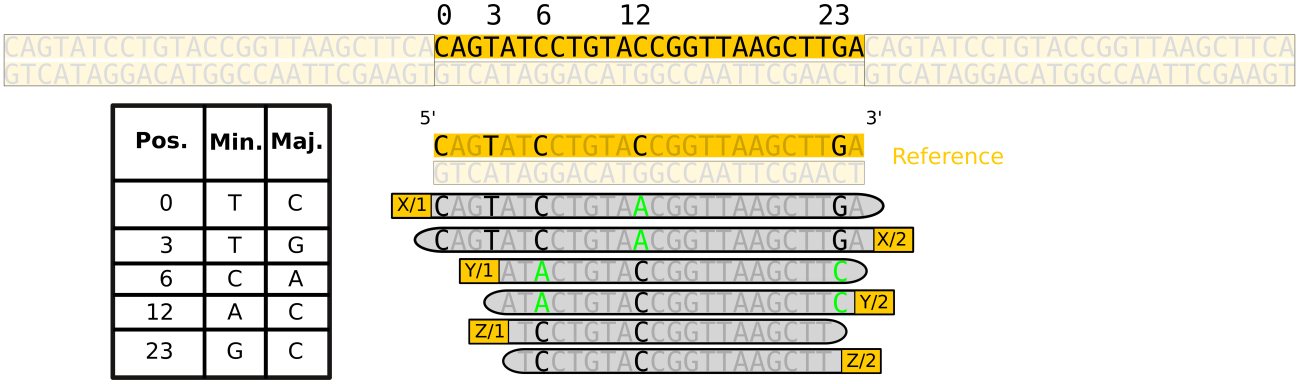 0 3 6 12 23
CAGTATCCTGTACCGGTTAAGCTTCA CAGTATCCTGTACCGGTTAAGCTTGA CAGTATCCTGTACCGGTTAAGCTTCA
GTCATAGGACATGGCCAATTCGAAGT GTCATAGGACATGGCCAATTCGAACT GTCATAGGACATGGCCAATTCGAAGT
Pos. Min. Maj.
0 T C
3 T G
6 C A
12 A C
23 G C
5' 3'
CAGTATCCTGTACCGGTTAAGCTTGA
Reference
GTCATAGGACATGGCCAATTCGAACT
X/1 CAGTATCCTGTAACGGTTAAGCTTGA
CAGTATCCTGTAACGGTTAAGCTTGA X/2
Y/1 ATACTGTACCGGTTAAGCTTC
ATACTGTACCGGTTAAGCTTC Y/2
Z/1 TCCTGTACCGGTTAAGCTT
TCCTGTACCGGTTAAGCTT Z/2